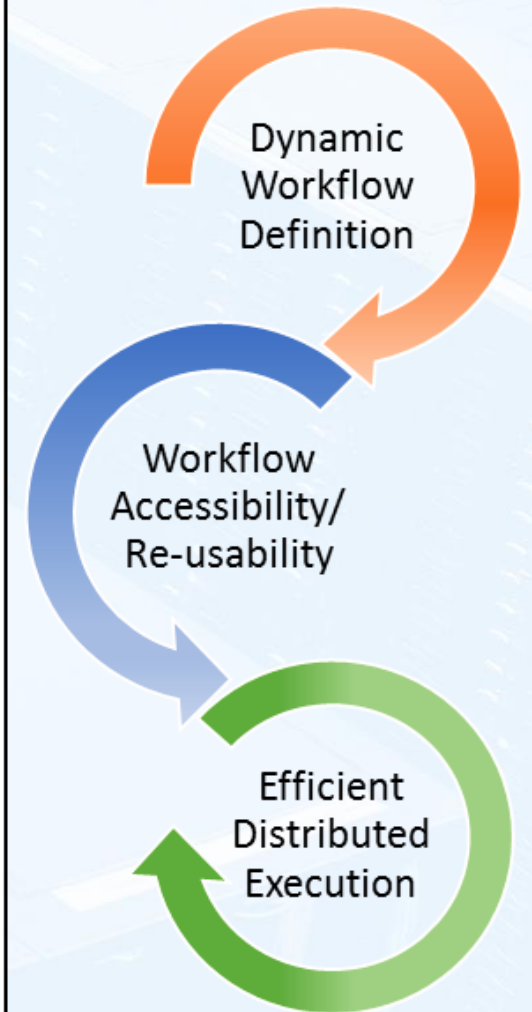 Dynamic
Workflow
Definition
Workflow
Accessibility/
Re-usability
Efficient
Distributed
Execution